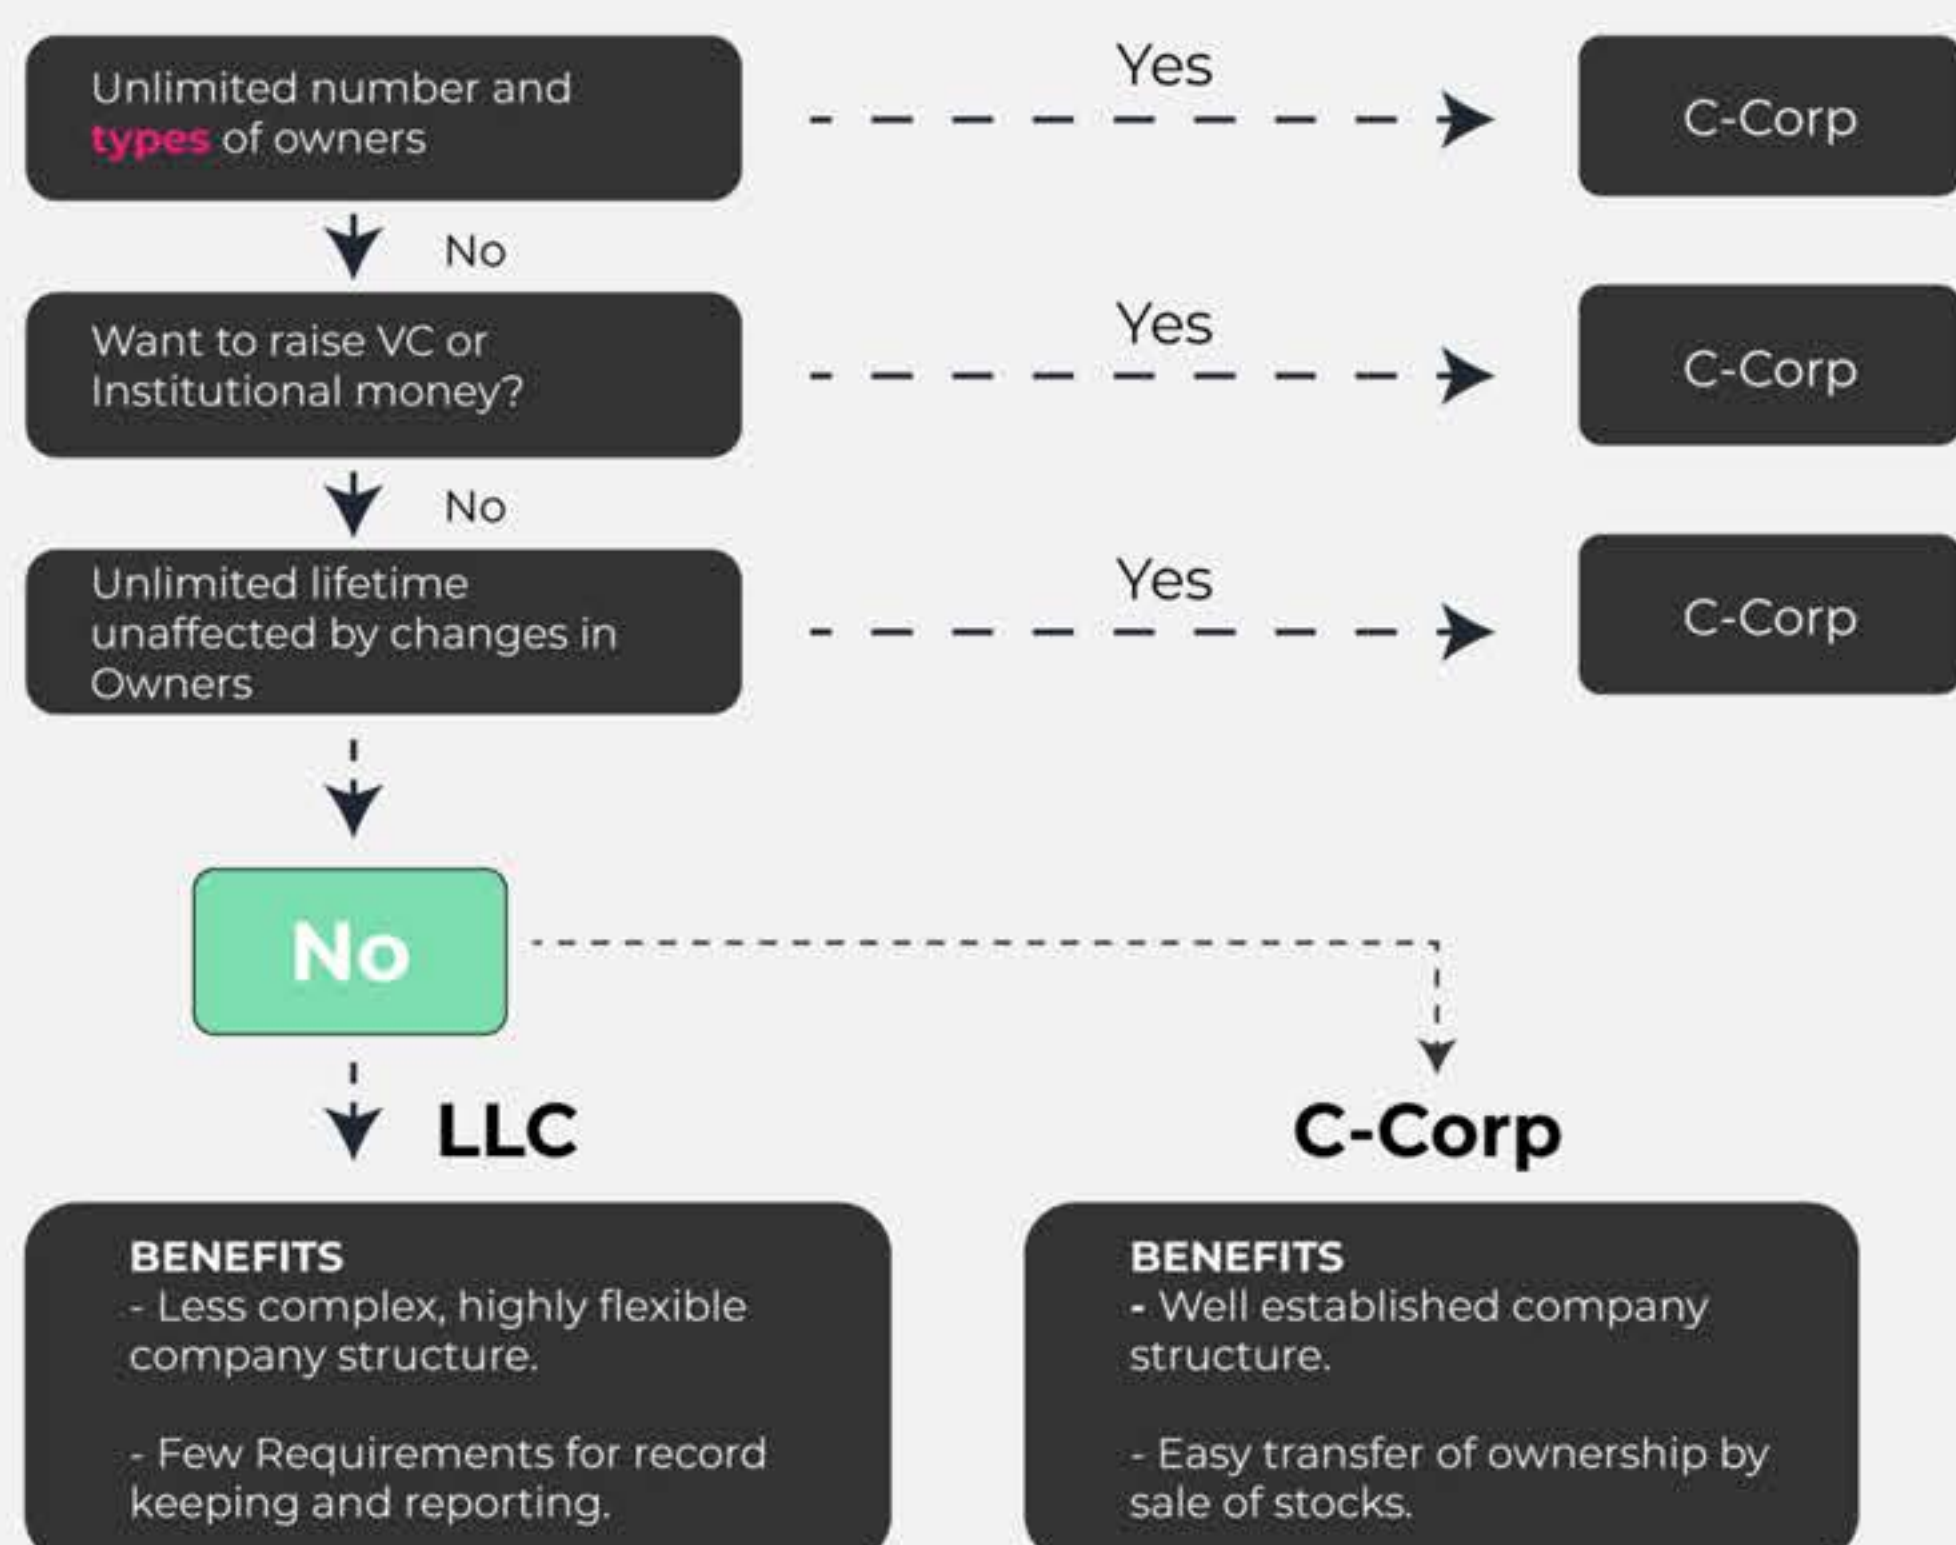 Unlimited number and
types of owners
Yes
C-Corp
No
Want to raise VC or
Institutional money?
Yes
C-Corp
No
Unlimited lifetime
unaffected by changes in
Owners
Yes
C-Corp
No
LLC
BENEFITS
- Less complex, highly flexible
company structure.
- Few Requirements for record
keeping and reporting.
C-Corp
BENEFITS
- Well established company
structure.
- Easy transfer of ownership by
sale of stocks.